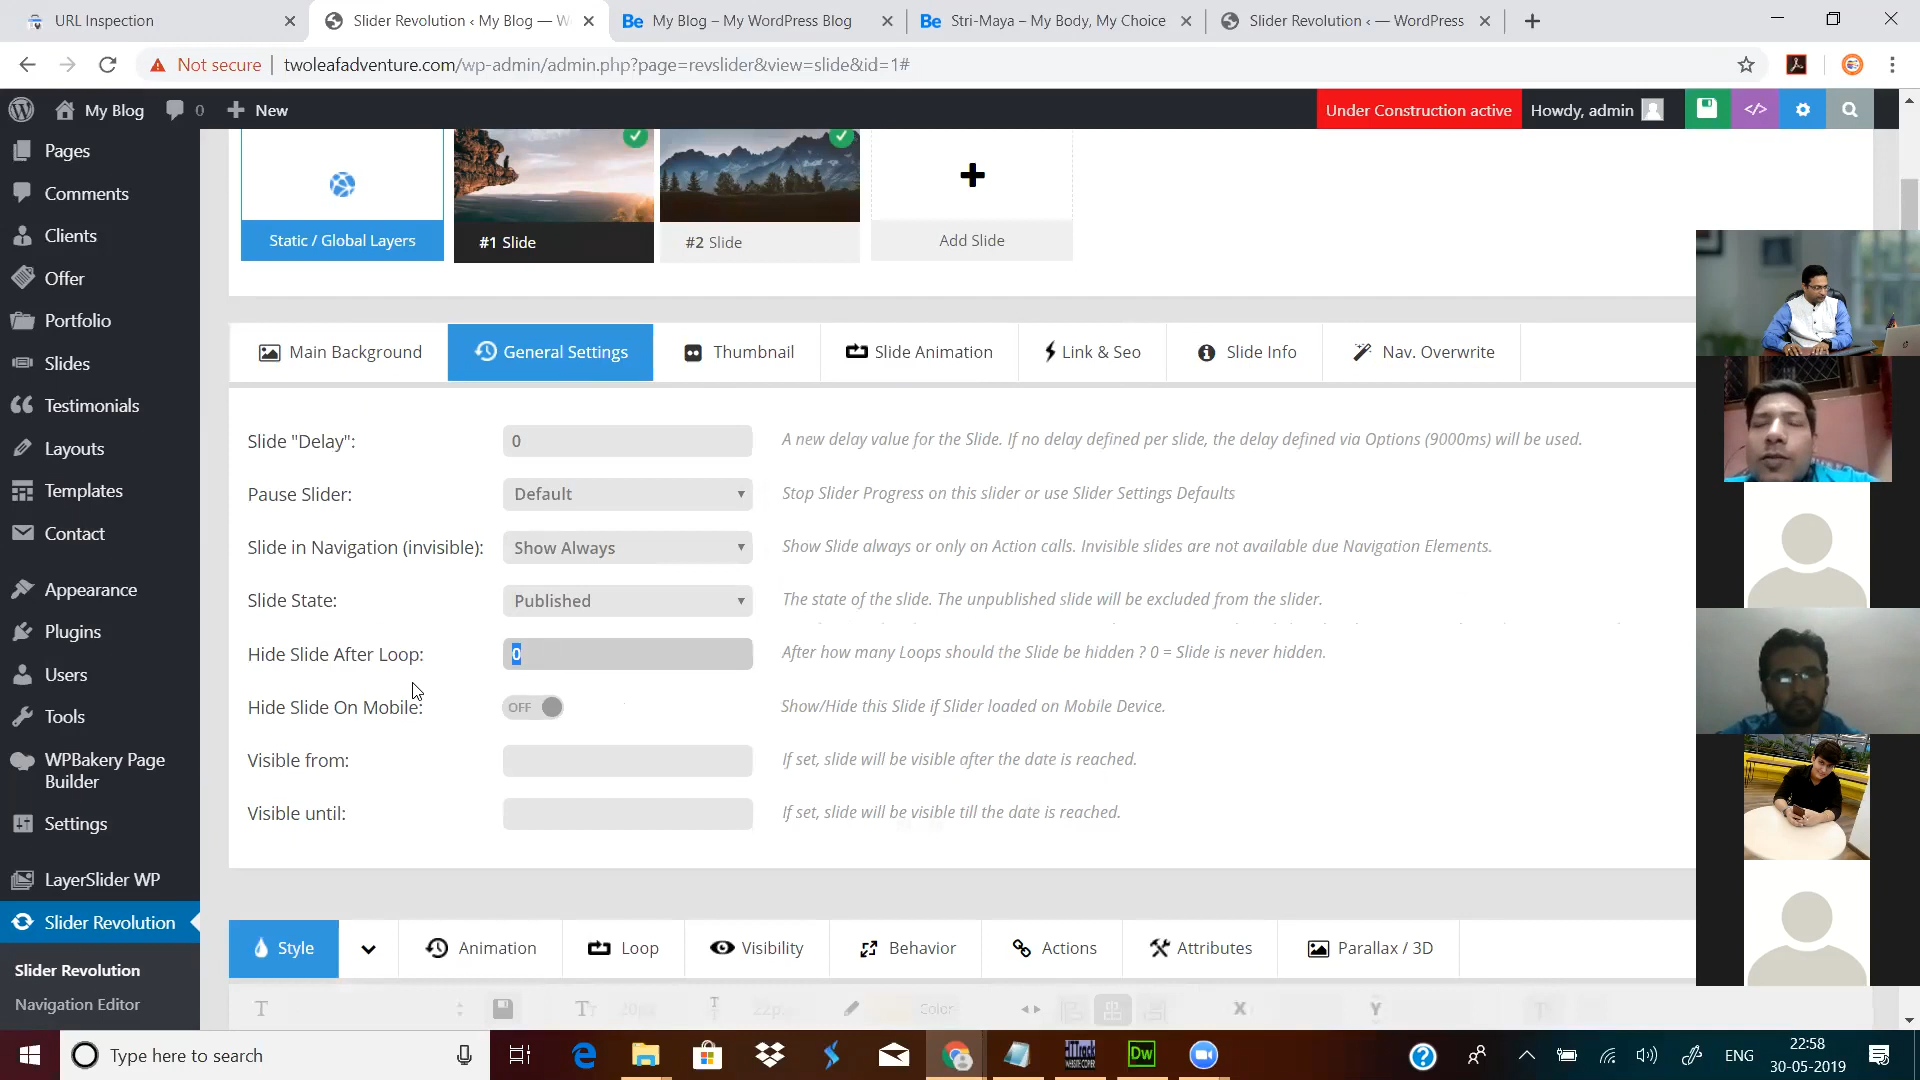 URL Inspection
Slider Revolution ‹ My Blog — W
Be My Blog – My WordPress Blog
Be Stri-Maya – My Body, My Choice
Slider Revolution ‹ — WordPress
Not secure
twoleafadventure.com/wp-admin/admin.php?page=revslider&view=slide&id=1#
My Blog
0
New
Under Construction active
Howdy, admin
Pages
Comments
Clients
Offer
Portfolio
Slides
Testimonials
Layouts
Templates
Contact
Appearance
Plugins
Users
Tools
WPBakery Page
Builder
Settings
LayerSlider WP
Slider Revolution
Slider Revolution
Navigation Editor
Static / Global Layers
#1 Slide
#2 Slide
Add Slide
Main Background
General Settings
Thumbnail
Slide Animation
Link & Seo
Slide Info
Nav. Overwrite
Slide "Delay":
0
A new delay value for the Slide. If no delay defined per slide, the delay defined via Options (9000ms) will be used.
Pause Slider:
Default
Stop Slider Progress on this slider or use Slider Settings Defaults
Slide in Navigation (invisible):
Show Always
Show Slide always or only on Action calls. Invisible slides are not available due Navigation Elements.
Slide State:
Published
The state of the slide. The unpublished slide will be excluded from the slider.
Hide Slide After Loop:
0
After how many Loops should the Slide be hidden ? 0 = Slide is never hidden.
Hide Slide On Mobile:
OFF
Show/Hide this Slide if Slider loaded on Mobile Device.
Visible from:
If set, slide will be visible after the date is reached.
Visible until:
If set, slide will be visible till the date is reached.
Style
Animation
Loop
Visibility
Behavior
Actions
Attributes
Parallax / 3D
Color
X
Y
Type here to search
Dw
ENG
22:58
30-05-2019